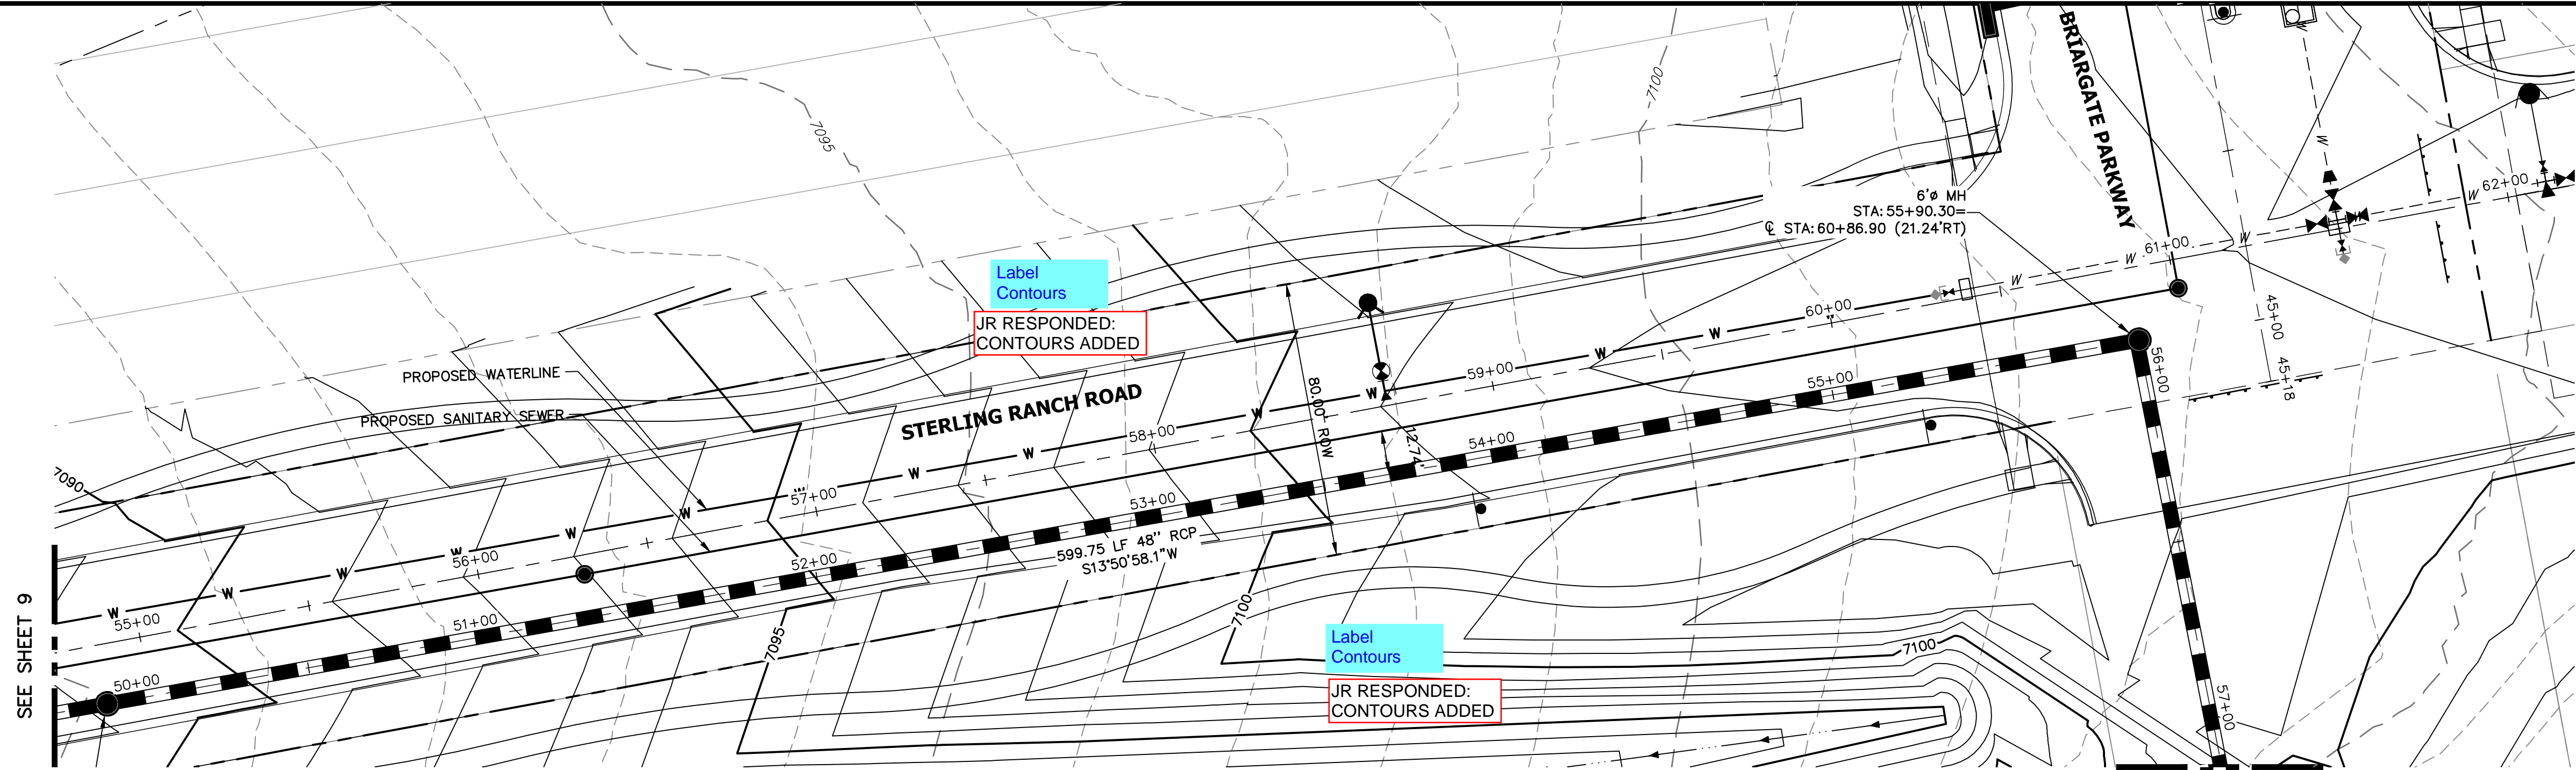 BRIARGATE PARKWAY
7100
7095
6'ø MH
STA:55+90.30=
℄ STA:60+86.90 (21.24'RT)
62+00
61+00
60+00
59+00
58+00
57+00
56+00
55+00
Label
Contours
JR RESPONDED:
CONTOURS ADDED
PROPOSED WATERLINE
PROPOSED SANITARY SEWER
STERLING RANCH ROAD
80.00' ROW
12.74'
45+00
45+18
7090
W W W W W W W W W W W W W W
W W W W W W W
56+00
55+00
54+00
53+00
52+00
51+00
50+00
57+00
599.75 LF 48'' RCP
S13°50'58.1"W
7095
7100
7100
Label
Contours
JR RESPONDED:
CONTOURS ADDED
SEE SHEET 9